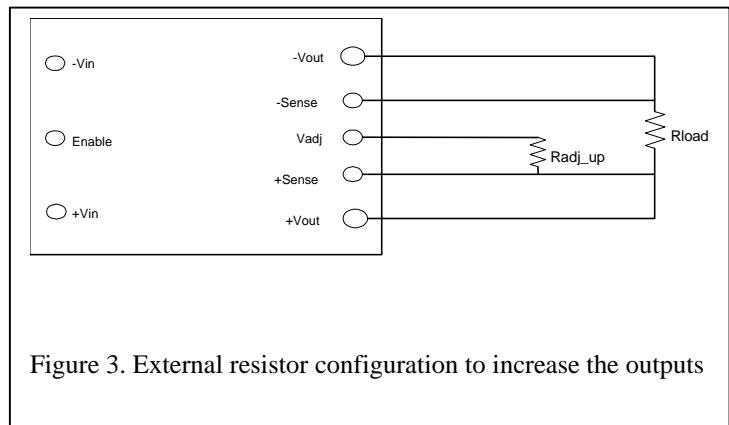 -Vin
Enable
+Vin
-Vout
-Sense
Vadj
+Sense
+Vout
Radj_up
Rload
Figure 3. External resistor configuration to increase the outputs